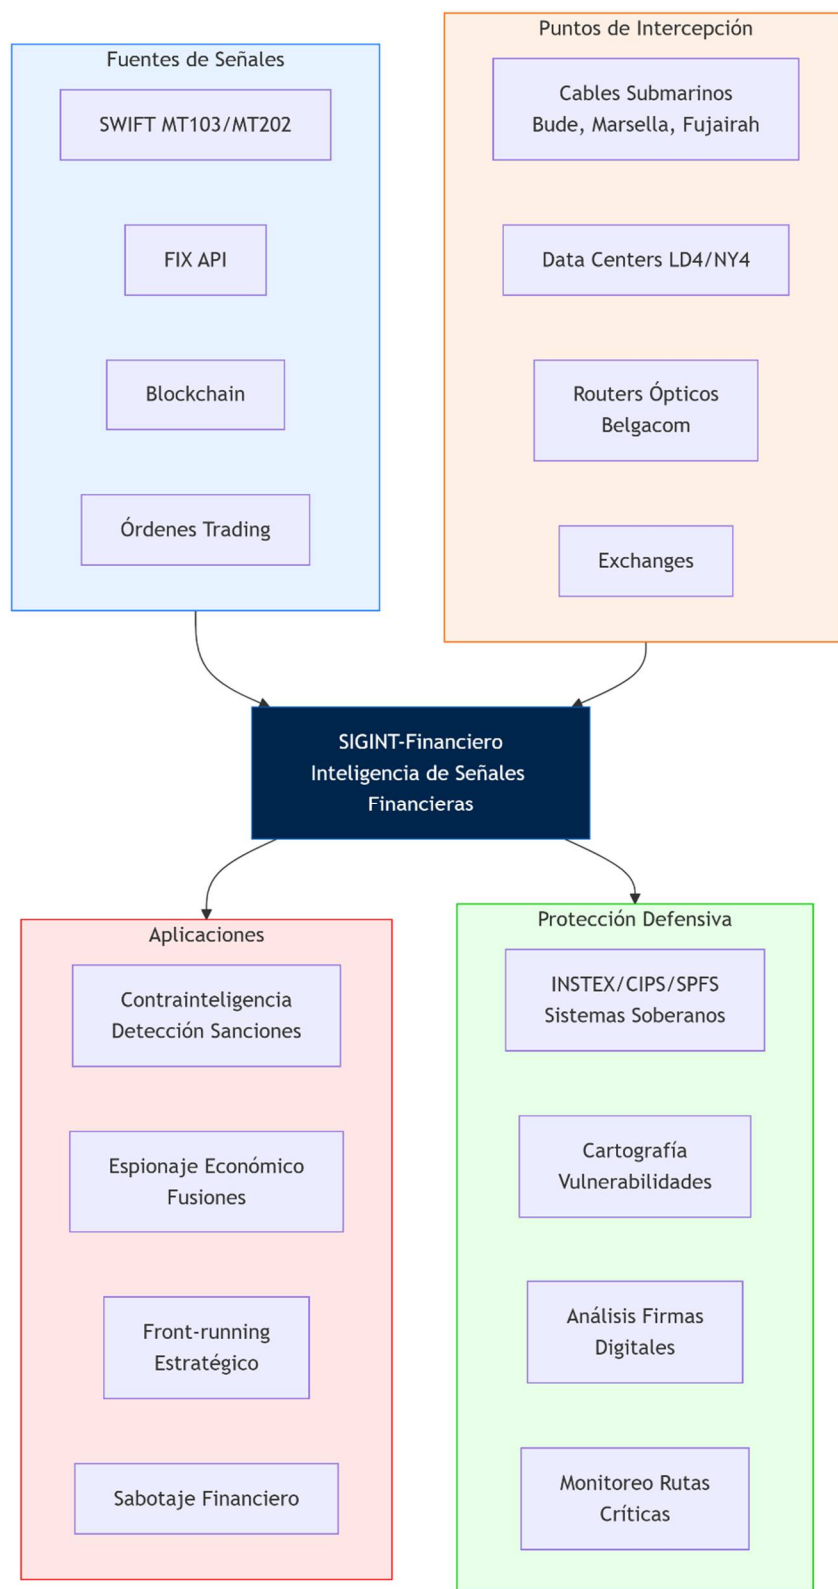 Fuentes de Señales
SWIFT MT103/MT202
FIX API
Blockchain
Órdenes Trading
Puntos de Intercepción
Cables Submarinos
Bude, Marsella, Fujairah
Data Centers LD4/NY4
Routers Ópticos
Belgacom
Exchanges
SIGINT-Financiero
Inteligencia de Señales
Financieras
Aplicaciones
Contrainteligencia
Detección Sanciones
Espionaje Económico
Fusiones
Front-running
Estratégico
Sabotaje Financiero
Protección Defensiva
INSTEX/CIPS/SPFS
Sistemas Soberanos
Cartografía
Vulnerabilidades
Análisis Firmas
Digitales
Monitoreo Rutas
Críticas